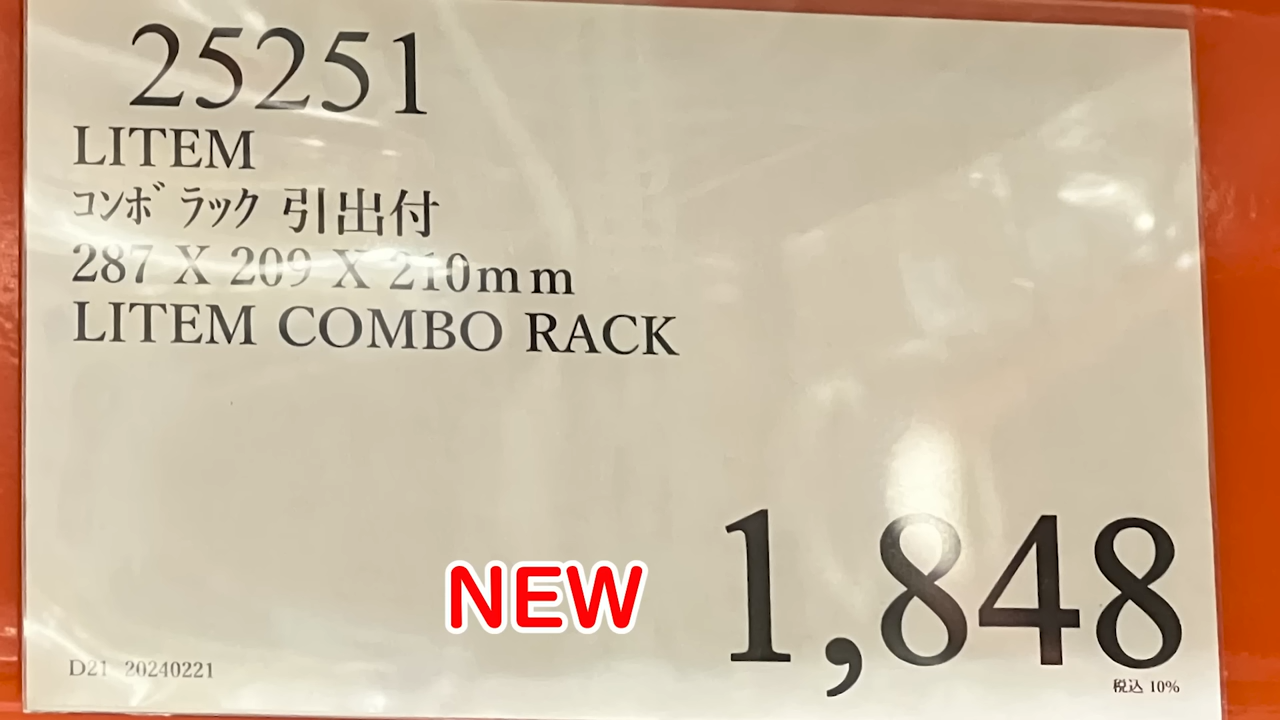 25251
LITEM
ｺﾝﾎﾞ ﾗｯｸ 引出付
287 X 209 X 210mm
LITEM COMBO RACK
NEW
1,848
税込 10%
D21 20240221